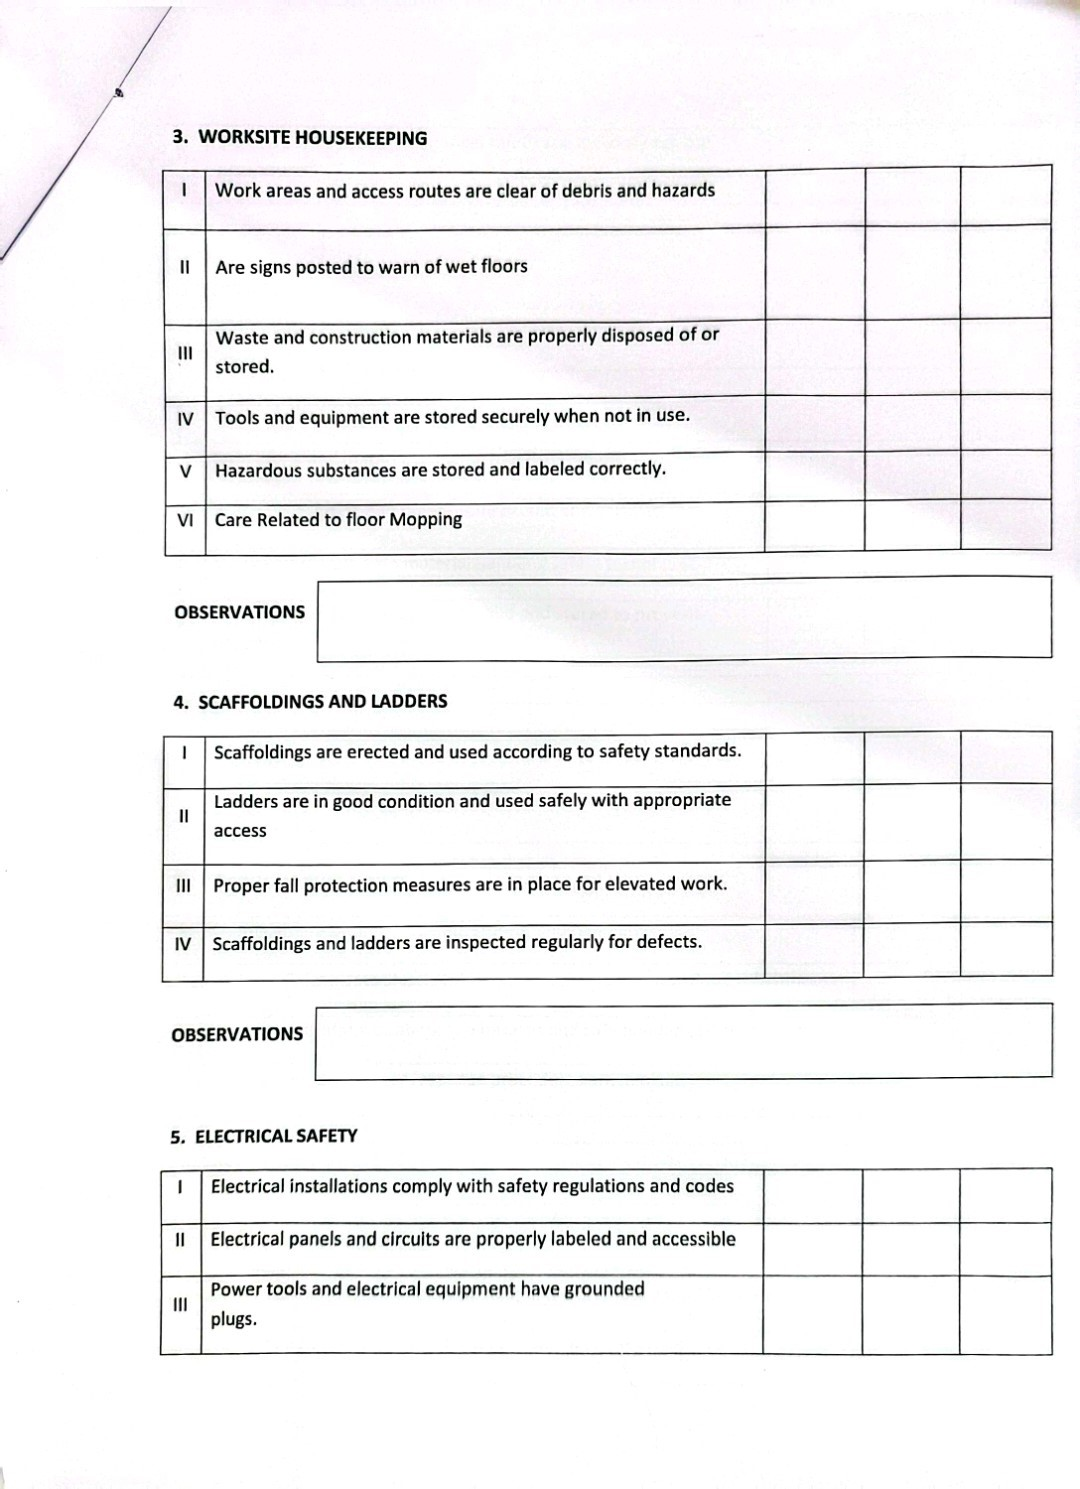 3. WORKSITE HOUSEKEEPING
I Work areas and access routes are clear of debris and hazards
II Are signs posted to warn of wet floors
Waste and construction materials are properly disposed of or
III
stored.
IV Tools and equipment are stored securely when not in use.
V Hazardous substances are stored and labeled correctly.
VI Care Related to floor Mopping
OBSERVATIONS
4. SCAFFOLDINGS AND LADDERS
I Scaffoldings are erected and used according to safety standards.
Ladders are in good condition and used safely with appropriate
II
access
III Proper fall protection measures are in place for elevated work.
IV Scaffoldings and ladders are inspected regularly for defects.
OBSERVATIONS
5. ELECTRICAL SAFETY
I Electrical installations comply with safety regulations and codes
II Electrical panels and circuits are properly labeled and accessible
Power tools and electrical equipment have grounded
III
plugs.